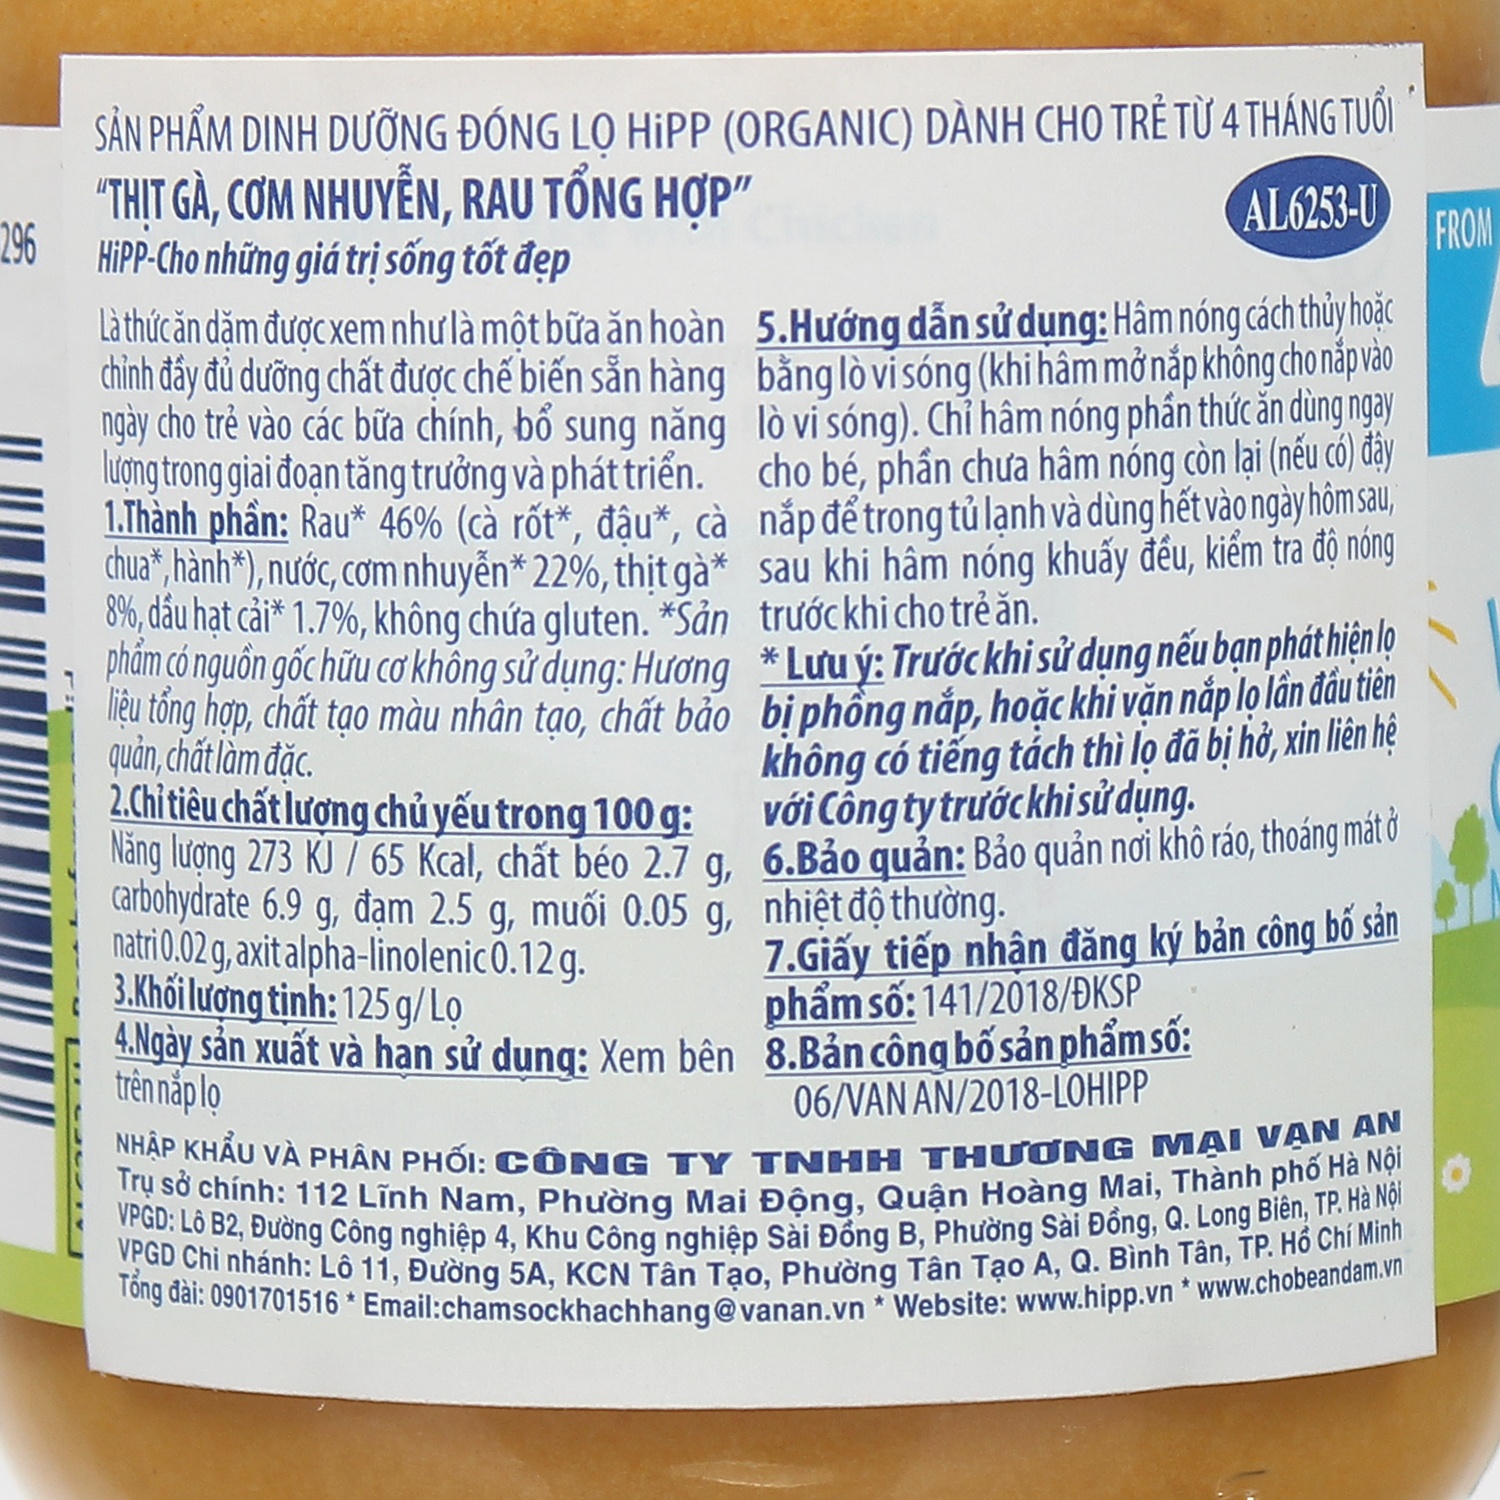 SẢN PHẨM DINH DƯỠNG ĐÓNG LỌ HiPP (ORGANIC) DÀNH CHO TRẺ TỪ 4 THÁNG TUỔI
"THỊT GÀ, CƠM NHUYỄN, RAU TỔNG HỢP"
AL6253-U
HiPP-Cho những giá trị sống tốt đẹp
Là thức ăn dặm được xem như là một bữa ăn hoàn
chỉnh đầy đủ dưỡng chất được chế biến sẵn hàng
ngày cho trẻ vào các bữa chính, bổ sung năng
lượng trong giai đoạn tăng trưởng và phát triển.
1.Thành phần: Rau* 46% (cà rốt*, đậu*, cà
chua*, hành*), nước, cơm nhuyễn* 22%, thịt gà*
8%, dầu hạt cải* 1.7%, không chứa gluten. *Sản
phẩm có nguồn gốc hữu cơ không sử dụng: Hương
liệu tổng hợp, chất tạo màu nhân tạo, chất bảo
quản, chất làm đặc.
2.Chỉ tiêu chất lượng chủ yếu trong 100 g:
Năng lượng 273 KJ / 65 Kcal, chất béo 2.7 g,
carbohydrate 6.9 g, đạm 2.5 g, muối 0.05 g,
natri 0.02 g, axit alpha-linolenic 0.12 g.
3.Khối lượng tịnh: 125 g/ Lọ
4.Ngày sản xuất và hạn sử dụng: Xem bên
trên nắp lọ
5.Hướng dẫn sử dụng: Hâm nóng cách thủy hoặc
bằng lò vi sóng (khi hâm mở nắp không cho nắp vào
lò vi sóng). Chỉ hâm nóng phần thức ăn dùng ngay
cho bé, phần chưa hâm nóng còn lại (nếu có) đậy
nắp để trong tủ lạnh và dùng hết vào ngày hôm sau,
sau khi hâm nóng khuấy đều, kiểm tra độ nóng
trước khi cho trẻ ăn.
* Lưu ý: Trước khi sử dụng nếu bạn phát hiện lọ
bị phồng nắp, hoặc khi vặn nắp lọ lần đầu tiên
không có tiếng tách thì lọ đã bị hở, xin liên hệ
với Công ty trước khi sử dụng.
6.Bảo quản: Bảo quản nơi khô ráo, thoáng mát ở
nhiệt độ thường.
7.Giấy tiếp nhận đăng ký bản công bố sản
phẩm số: 141/2018/ĐKSP
8.Bản công bố sản phẩm số:
06/VAN AN/2018-LOHIPP
NHẬP KHẨU VÀ PHÂN PHỐI: CÔNG TY TNHH THƯƠNG MẠI VẠN AN
Trụ sở chính: 112 Lĩnh Nam, Phường Mai Động, Quận Hoàng Mai, Thành phố Hà Nội
VPGD: Lô B2, Đường Công nghiệp 4, Khu Công nghiệp Sài Đồng B, Phường Sài Đồng, Q. Long Biên, TP. Hà Nội
VPGD Chi nhánh: Lô 11, Đường 5A, KCN Tân Tạo, Phường Tân Tạo A, Q. Bình Tân, TP. Hồ Chí Minh
Tổng đài: 0901701516 * Email:chamsockhachhang@vanan.vn * Website: www.hipp.vn * www.chobeandam.vn
296
FROM